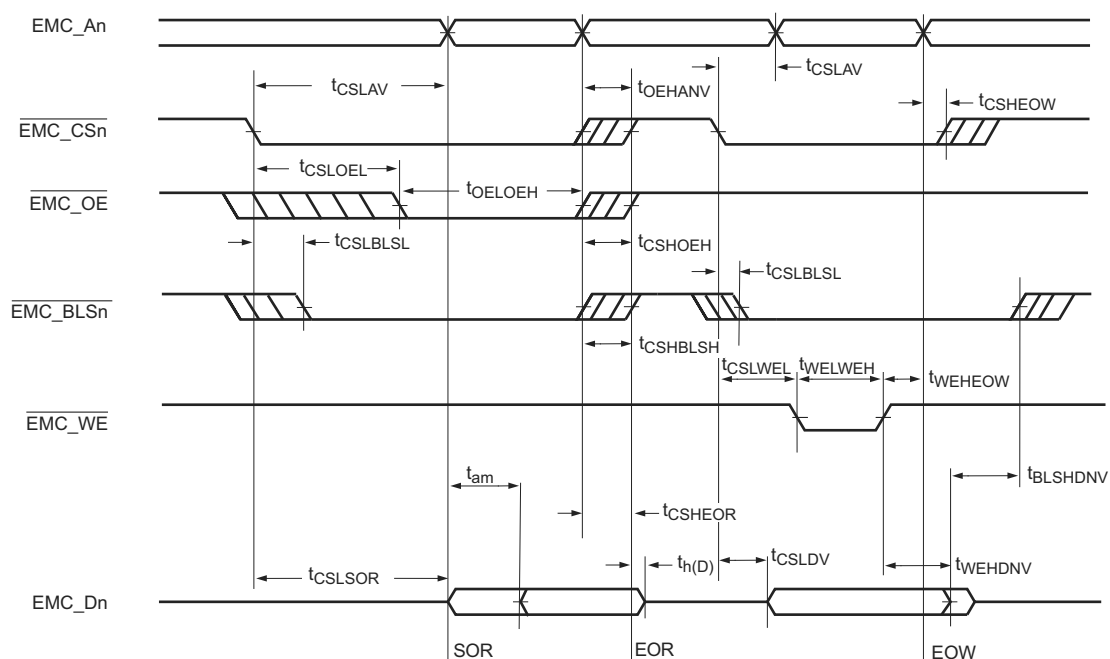 EMC_An
tCSLAV
tOEHANV
tCSLAV
tCSHEOW
EMC_CSn
tCSLOEL
tOELOEH
EMC_OE
tCSLBLSL
tCSHOEH
tCSLBLSL
EMC_BLSn
tCSHBLSH
tCSLWEL
tWELWEH
tWEHEOW
EMC_WE
tam
tBLSHDNV
tCSHEOR
tCSLSOR
th(D)
tCSLDV
tWEHDNV
EMC_Dn
SOR
EOR
EOW